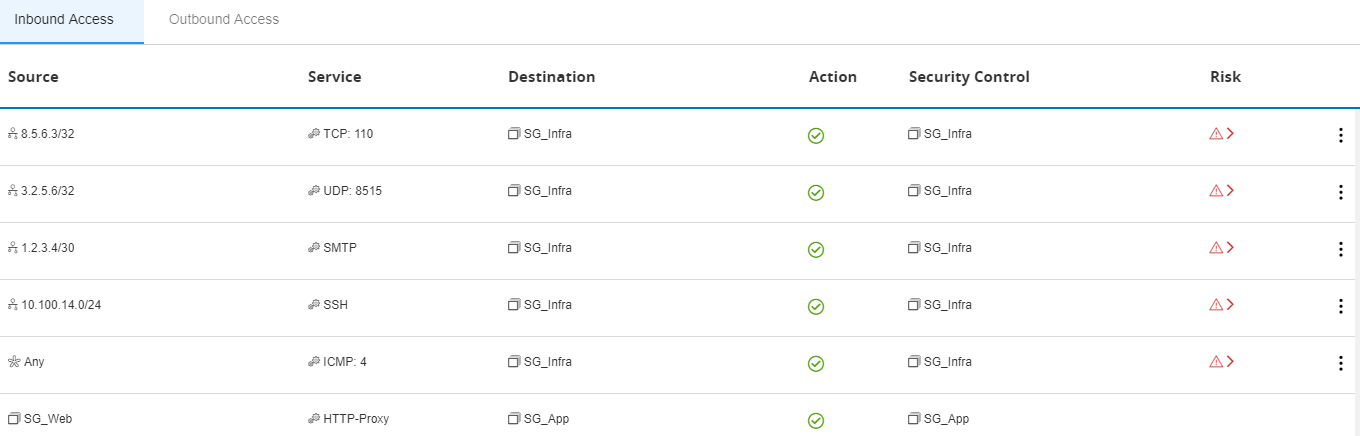 Inbound Access Outbound Access
Source Service Destination Action Security Control Risk
8.5.6.3/32 TCP: 110 SG_Infra SG_Infra
3.2.5.6/32 UDP: 8515 SG_Infra SG_Infra
1.2.3.4/30 SMTP SG_Infra SG_Infra
10.100.14.0/24 SSH SG_Infra SG_Infra
Any ICMP: 4 SG_Infra SG_Infra
SG_Web HTTP-Proxy SG_App SG_App